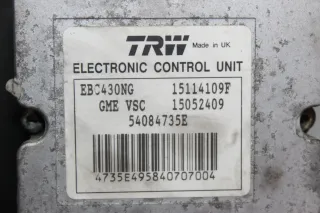 TRW Made in UK
ELECTRONIC CONTROL UNIT
EBC430NG 15114109F
GME VSC 15052409
54084735E
4735E495840707004